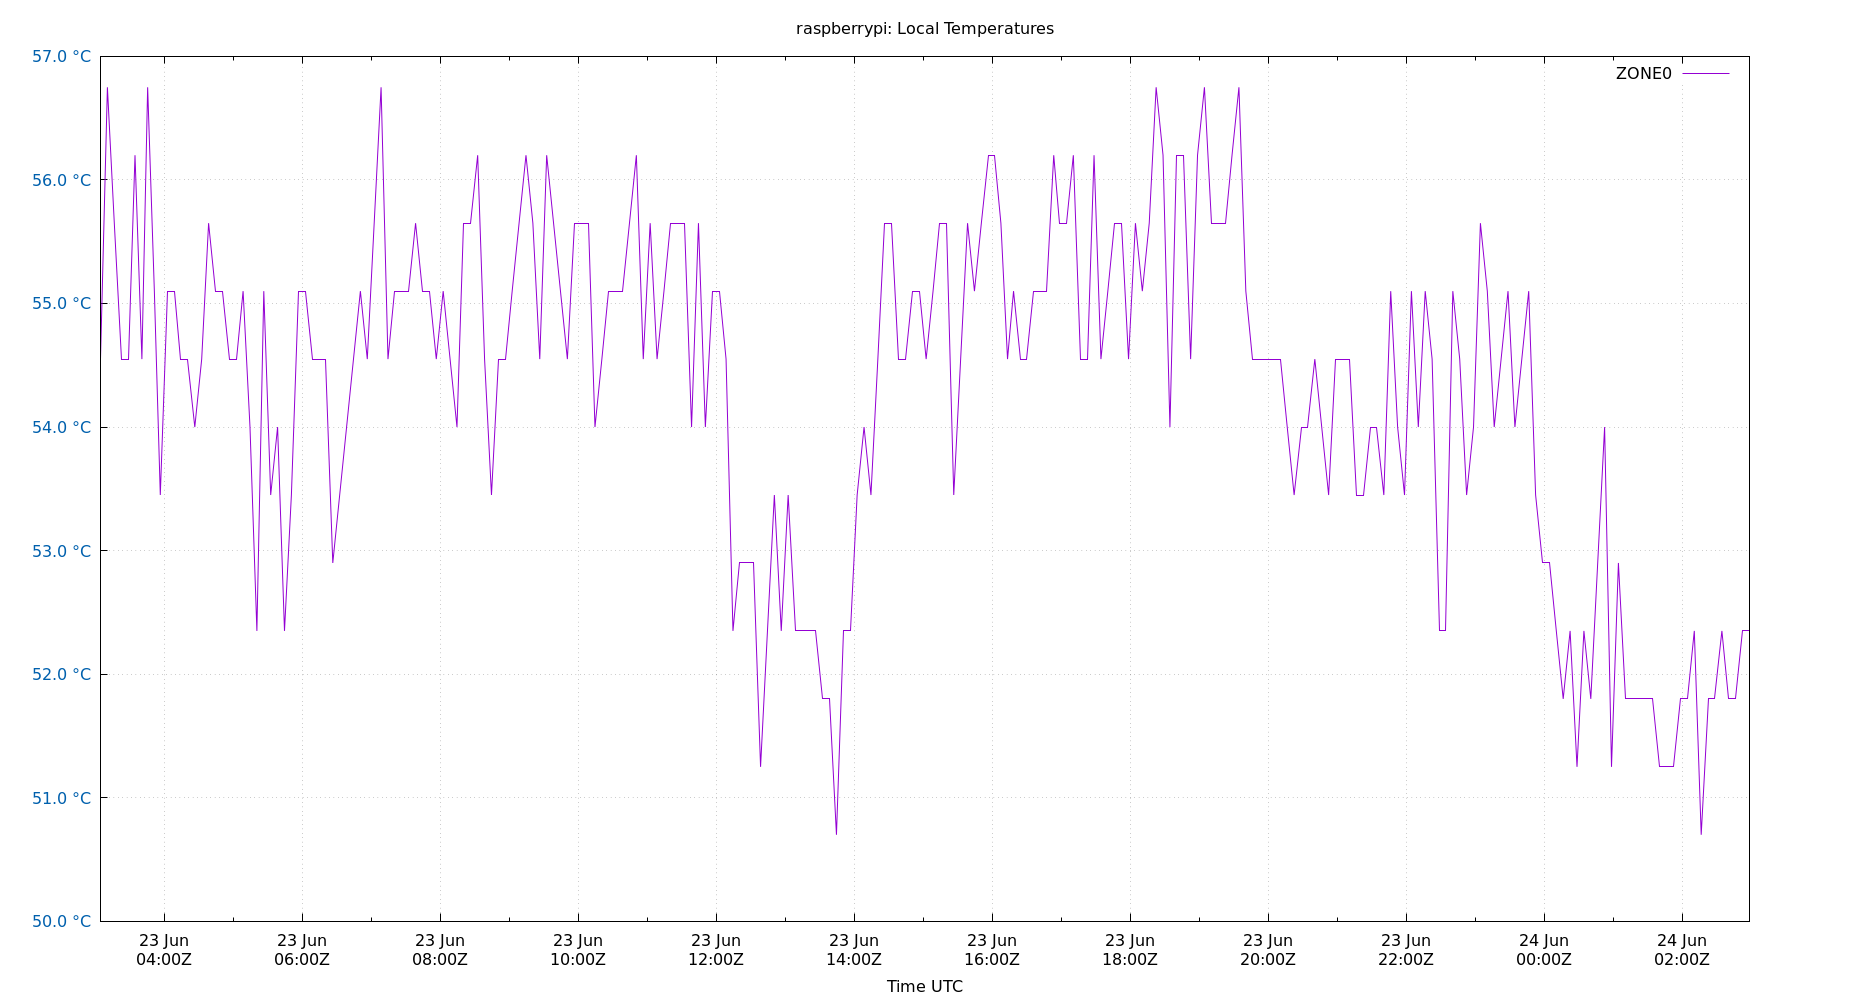 raspberrypi: Local Temperatures
57.0 °C
ZONE0
56.0 °C
55.0 °C
54.0 °C
53.0 °C
52.0 °C
51.0 °C
50.0 °C
23 Jun 23 Jun 23 Jun 23 Jun 23 Jun 23 Jun 23 Jun 23 Jun 23 Jun 23 Jun 24 Jun 24 Jun
04:00Z 06:00Z 08:00Z 10:00Z 12:00Z 14:00Z 16:00Z 18:00Z 20:00Z 22:00Z 00:00Z 02:00Z
Time UTC